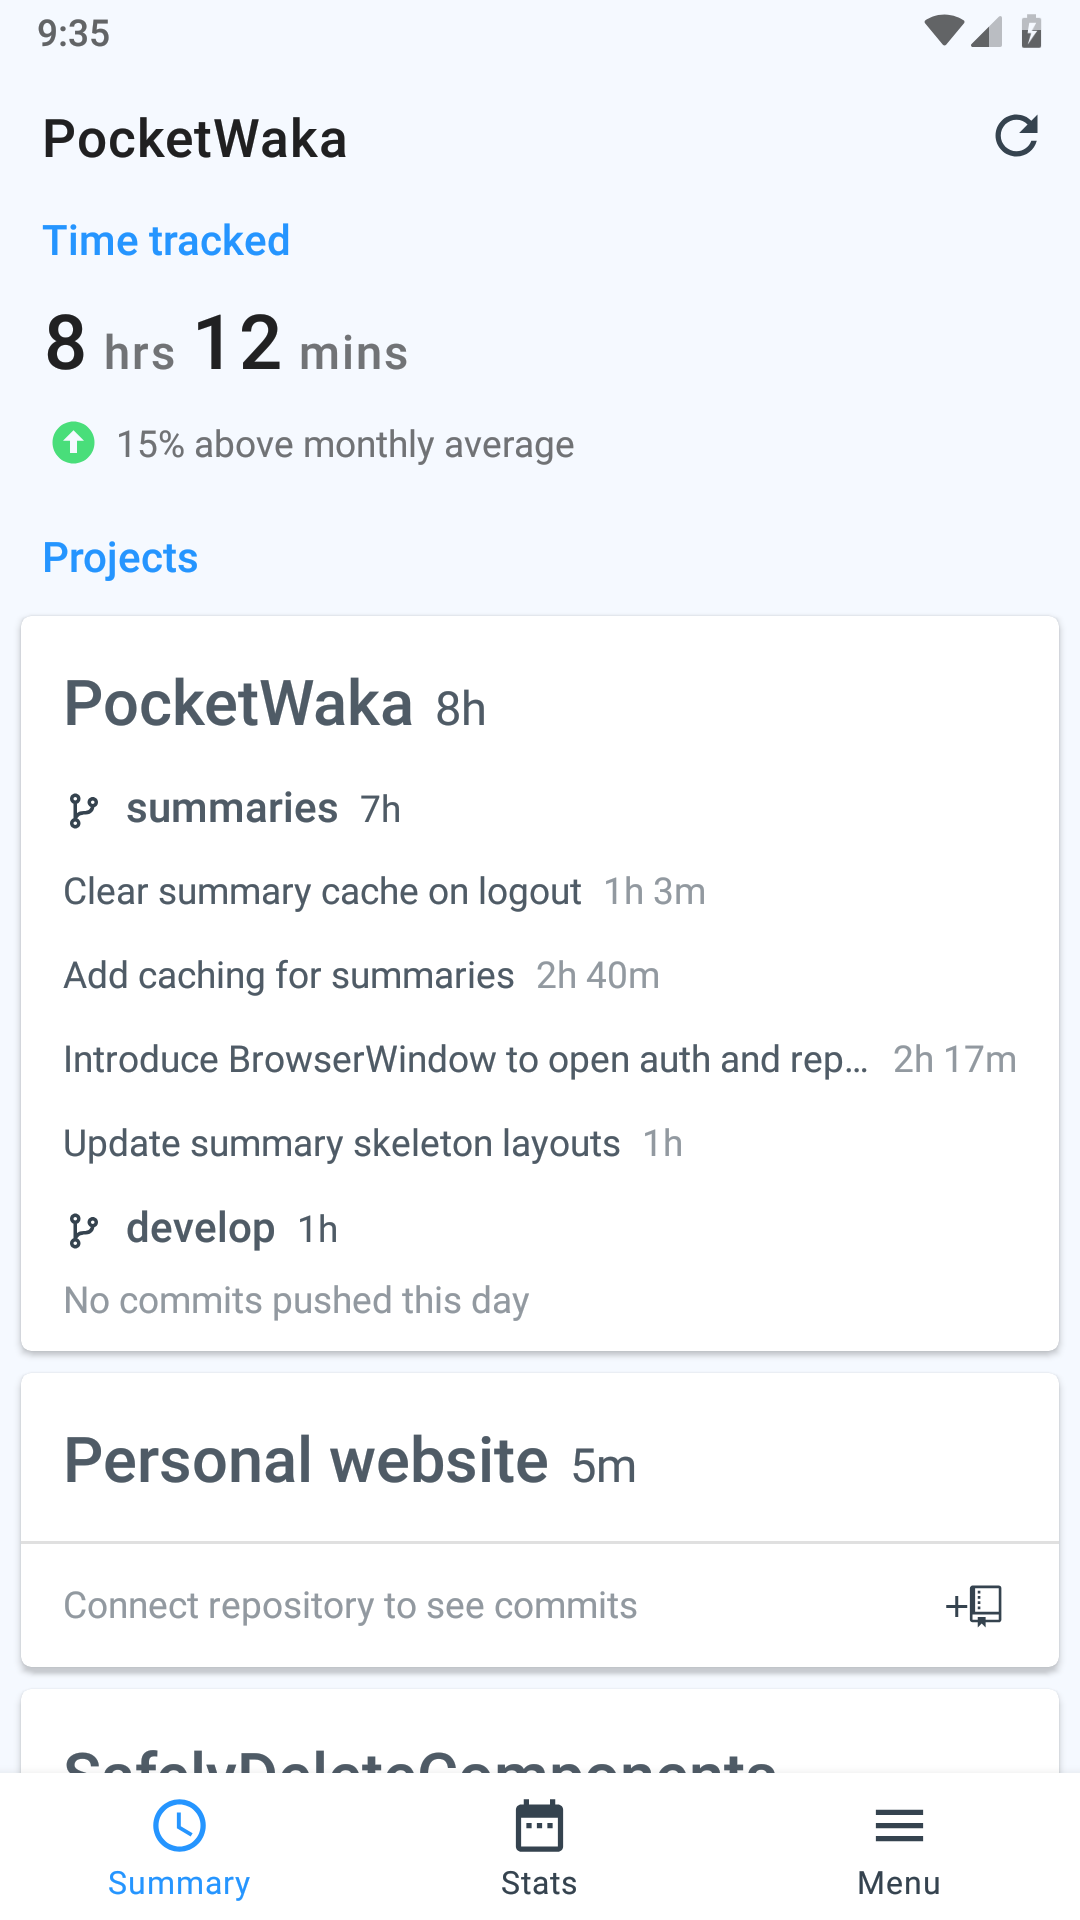 9:35
PocketWaka
Time tracked
8 hrs 12 mins
15% above monthly average
Projects
PocketWaka 8h
summaries 7h
Clear summary cache on logout 1h 3m
Add caching for summaries 2h 40m
Introduce BrowserWindow to open auth and rep... 2h 17m
Update summary skeleton layouts 1h
develop 1h
No commits pushed this day
Personal website 5m
Connect repository to see commits
SafelyDeleteComponents
Summary
Stats
Menu